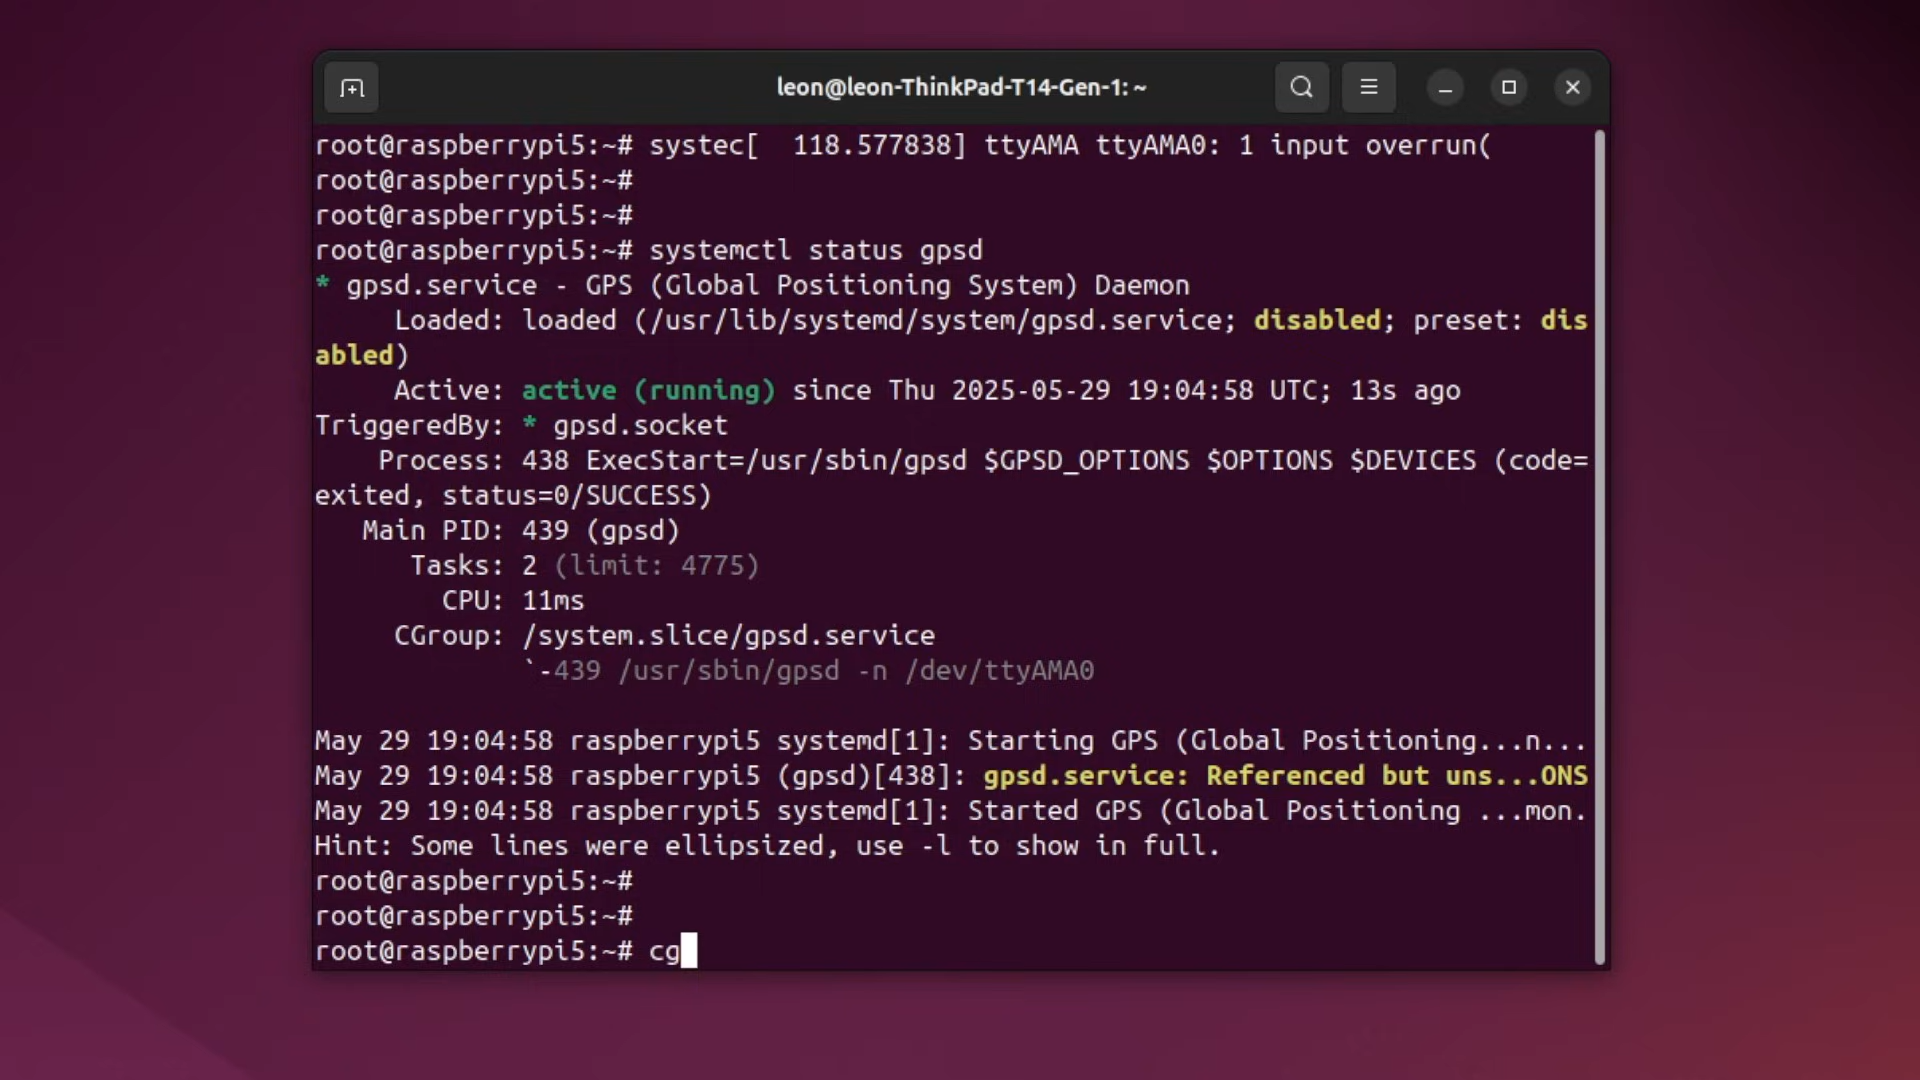 leon@leon-ThinkPad-T14-Gen-1: ~
root@raspberrypi5:~# systec[  118.577838] ttyAMA ttyAMA0: 1 input overrun(
root@raspberrypi5:~#
root@raspberrypi5:~#
root@raspberrypi5:~# systemctl status gpsd
* gpsd.service - GPS (Global Positioning System) Daemon
     Loaded: loaded (/usr/lib/systemd/system/gpsd.service; disabled; preset: dis
abled)
     Active: active (running) since Thu 2025-05-29 19:04:58 UTC; 13s ago
TriggeredBy: * gpsd.socket
    Process: 438 ExecStart=/usr/sbin/gpsd $GPSD_OPTIONS $OPTIONS $DEVICES (code=
exited, status=0/SUCCESS)
   Main PID: 439 (gpsd)
      Tasks: 2 (limit: 4775)
        CPU: 11ms
     CGroup: /system.slice/gpsd.service
             `-439 /usr/sbin/gpsd -n /dev/ttyAMA0
May 29 19:04:58 raspberrypi5 systemd[1]: Starting GPS (Global Positioning...n...
May 29 19:04:58 raspberrypi5 (gpsd)[438]: gpsd.service: Referenced but uns...ONS
May 29 19:04:58 raspberrypi5 systemd[1]: Started GPS (Global Positioning ...mon.
Hint: Some lines were ellipsized, use -l to show in full.
root@raspberrypi5:~#
root@raspberrypi5:~#
root@raspberrypi5:~# cg